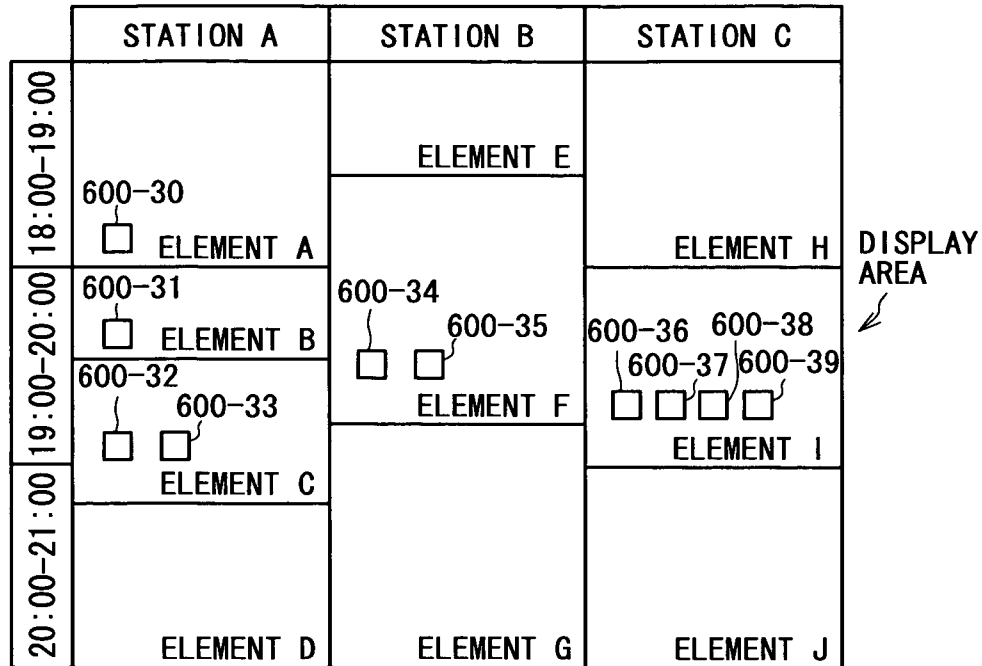 STATION A
STATION B
STATION C
18:00-19:00
19:00-20:00
20:00-21:00
600-30
ELEMENT A
600-31
ELEMENT B
600-32
600-33
ELEMENT C
ELEMENT D
ELEMENT E
600-34
600-35
ELEMENT F
ELEMENT G
ELEMENT H
600-36
600-37
600-38
600-39
ELEMENT I
ELEMENT J
DISPLAY
AREA